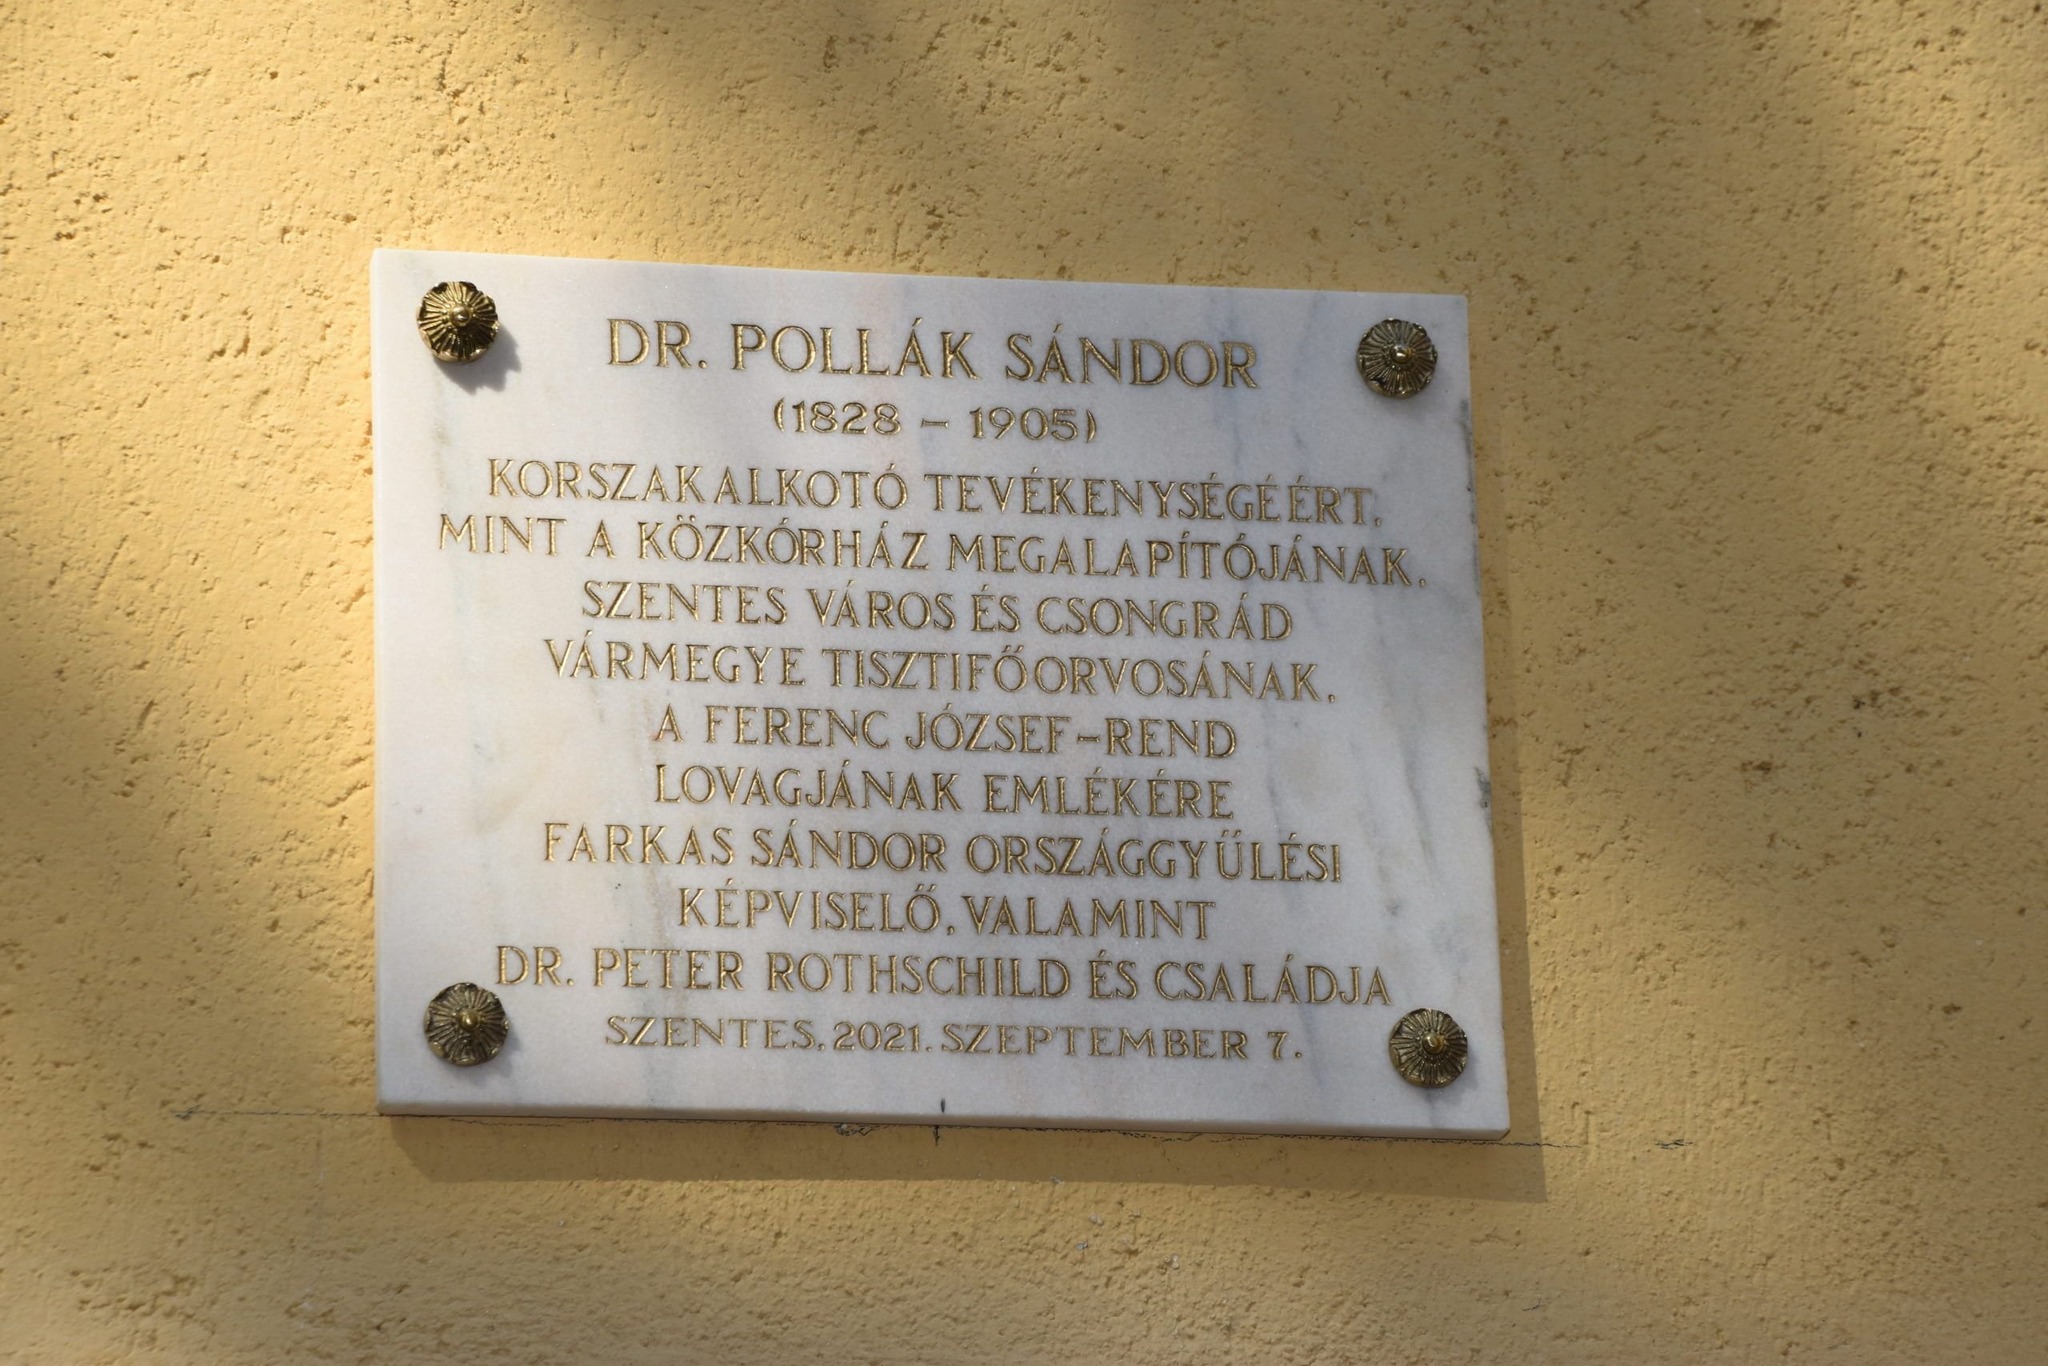 DR. POLLÁK SÁNDOR
(1828 - 1905)
KORSZAKALKOTÓ TEVÉKENYSÉGÉÉRT,
MINT A KÖZKÓRHÁZ MEGALAPÍTÓJÁNAK,
SZENTES VÁROS ÉS CSONGRÁD
VÁRMEGYE TISZTIFŐORVOSÁNAK,
A FERENC JÓZSEF-REND
LOVAGJÁNAK EMLÉKÉRE
FARKAS SÁNDOR ORSZÁGGYŰLÉSI
KÉPVISELŐ, VALAMINT
DR. PETER ROTHSCHILD ÉS CSALÁDJA
SZENTES, 2021. SZEPTEMBER 7.